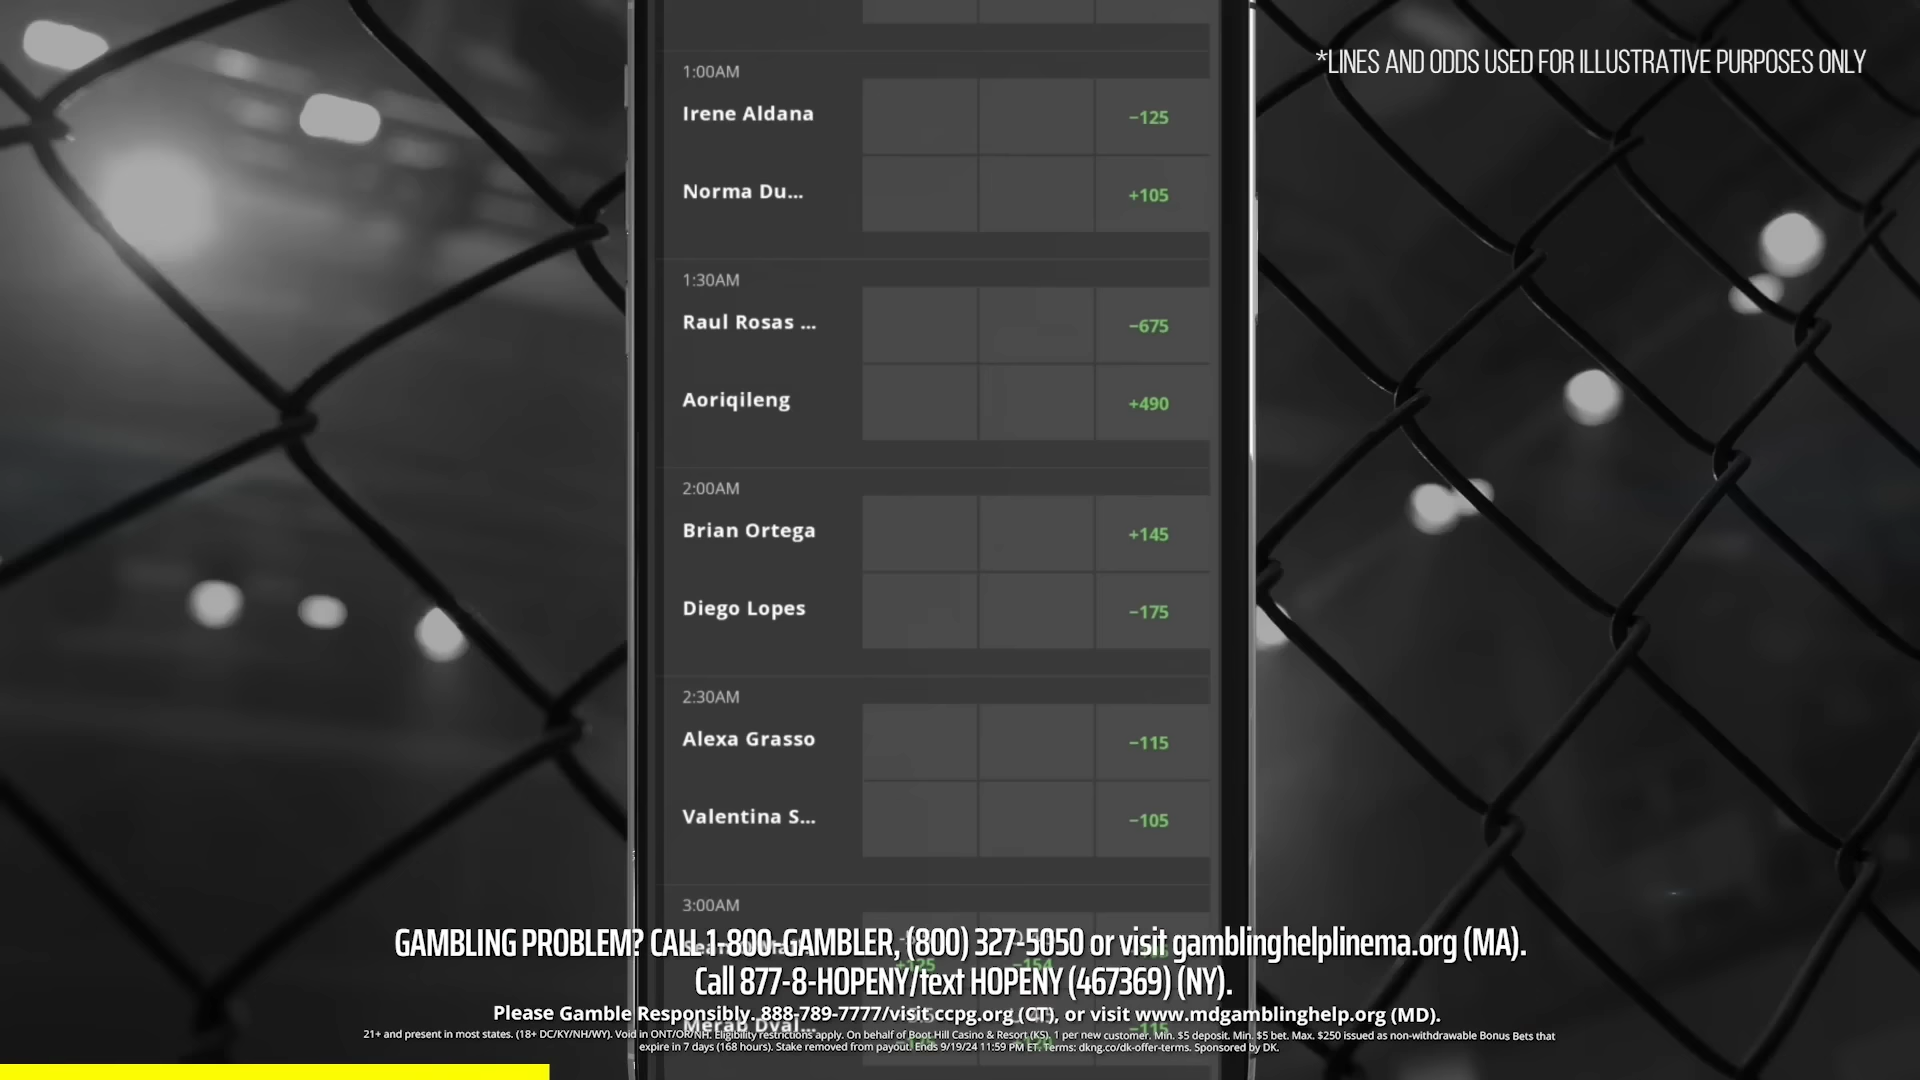 *LINES AND ODDS USED FOR ILLUSTRATIVE PURPOSES ONLY
1:00AM
Irene Aldana −125
Norma Du... +105
1:30AM
Raul Rosas ... −675
Aoriqileng +490
2:00AM
Brian Ortega +145
Diego Lopes −175
2:30AM
Alexa Grasso −115
Valentina S... −105
3:00AM
GAMBLING PROBLEM? CALL 1-800-GAMBLER, (800) 327-5050 or visit gamblinghelplinema.org (MA).
Call 877-8-HOPENY/text HOPENY (467369) (NY).
Please Gamble Responsibly. 888-789-7777/visit ccpg.org (CT), or visit www.mdgamblinghelp.org (MD).
Merab Dval... −115
21+ and present in most states. (18+ DC/KY/NH/WY). Void in ONT/OR/NH. Eligibility restrictions apply. On behalf of Boot Hill Casino & Resort (KS). 1 per new customer. Min. $5 deposit. Min. $5 bet. Max. $250 issued as non-withdrawable Bonus Bets that
expire in 7 days (168 hours). Stake removed from payout. Ends 9/19/24 11:59 PM ET. Terms: dkng.co/dk-offer-terms. Sponsored by DK.